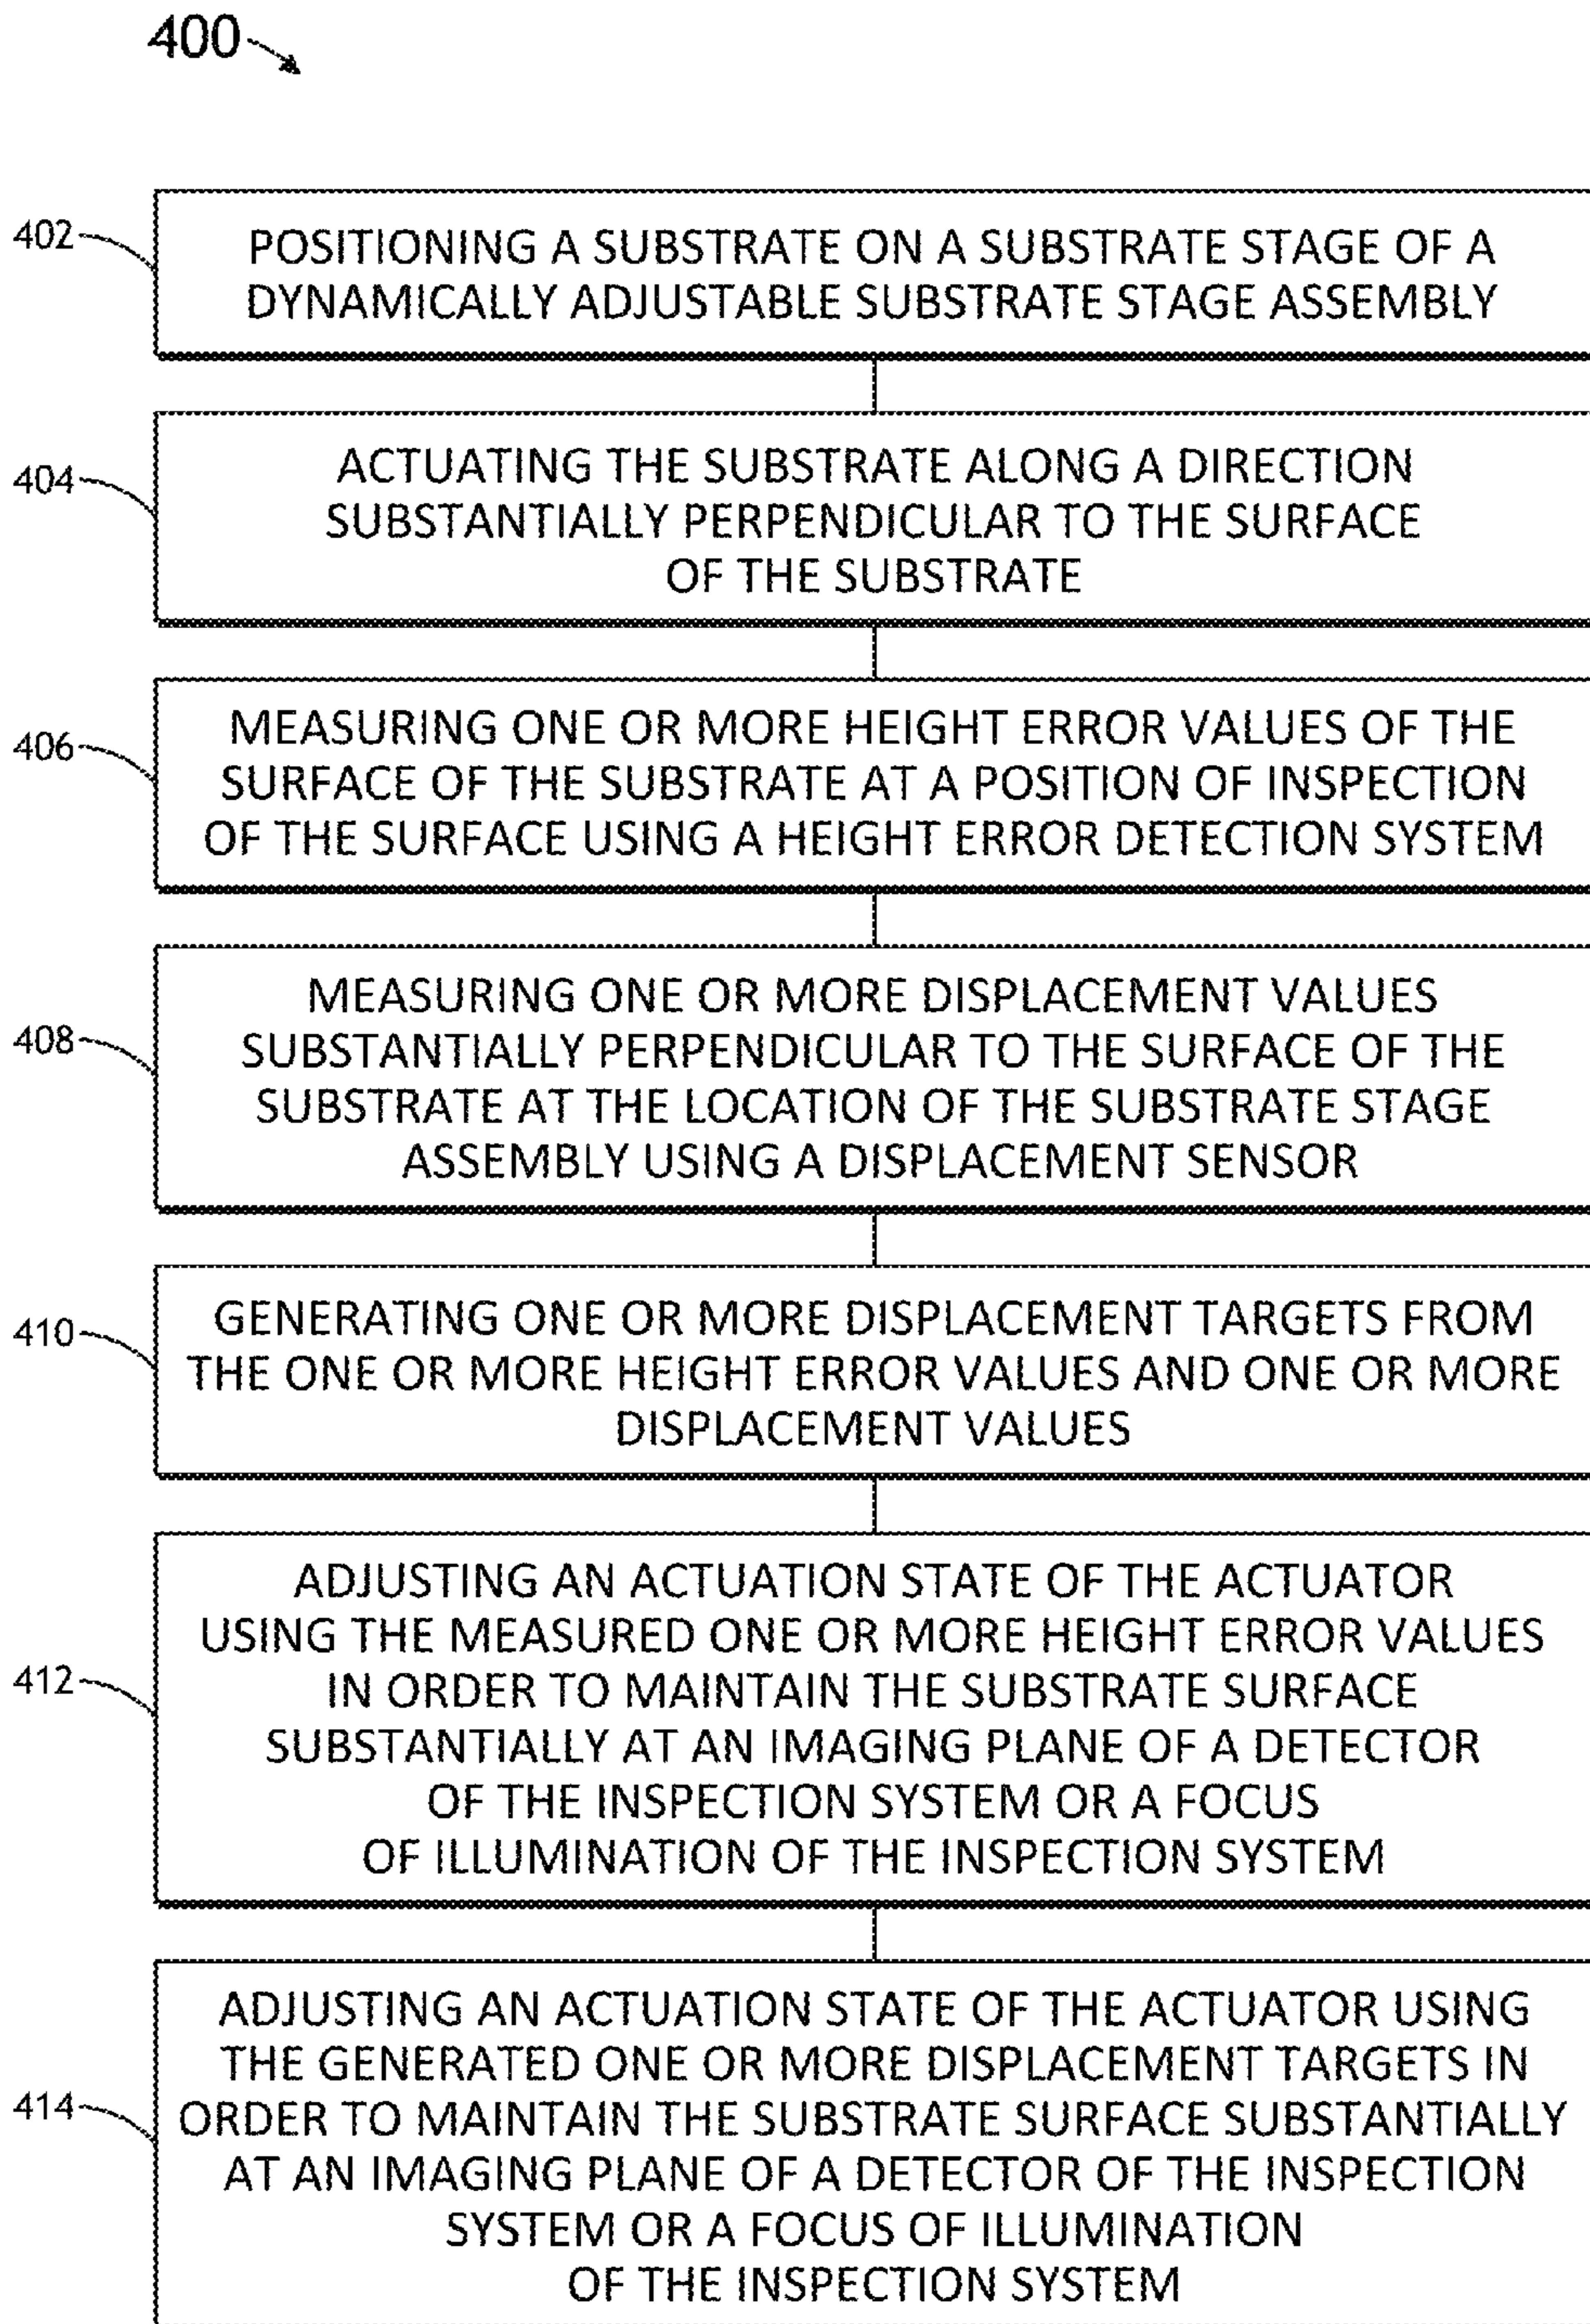 400
402
POSITIONING A SUBSTRATE ON A SUBSTRATE STAGE OF A
DYNAMICALLY ADJUSTABLE SUBSTRATE STAGE ASSEMBLY
404
ACTUATING THE SUBSTRATE ALONG A DIRECTION
SUBSTANTIALLY PERPENDICULAR TO THE SURFACE
OF THE SUBSTRATE
406
MEASURING ONE OR MORE HEIGHT ERROR VALUES OF THE
SURFACE OF THE SUBSTRATE AT A POSITION OF INSPECTION
OF THE SURFACE USING A HEIGHT ERROR DETECTION SYSTEM
408
MEASURING ONE OR MORE DISPLACEMENT VALUES
SUBSTANTIALLY PERPENDICULAR TO THE SURFACE OF THE
SUBSTRATE AT THE LOCATION OF THE SUBSTRATE STAGE
ASSEMBLY USING A DISPLACEMENT SENSOR
410
GENERATING ONE OR MORE DISPLACEMENT TARGETS FROM
THE ONE OR MORE HEIGHT ERROR VALUES AND ONE OR MORE
DISPLACEMENT VALUES
412
ADJUSTING AN ACTUATION STATE OF THE ACTUATOR
USING THE MEASURED ONE OR MORE HEIGHT ERROR VALUES
IN ORDER TO MAINTAIN THE SUBSTRATE SURFACE
SUBSTANTIALLY AT AN IMAGING PLANE OF A DETECTOR
OF THE INSPECTION SYSTEM OR A FOCUS
OF ILLUMINATION OF THE INSPECTION SYSTEM
414
ADJUSTING AN ACTUATION STATE OF THE ACTUATOR USING
THE GENERATED ONE OR MORE DISPLACEMENT TARGETS IN
ORDER TO MAINTAIN THE SUBSTRATE SURFACE SUBSTANTIALLY
AT AN IMAGING PLANE OF A DETECTOR OF THE INSPECTION
SYSTEM OR A FOCUS OF ILLUMINATION
OF THE INSPECTION SYSTEM